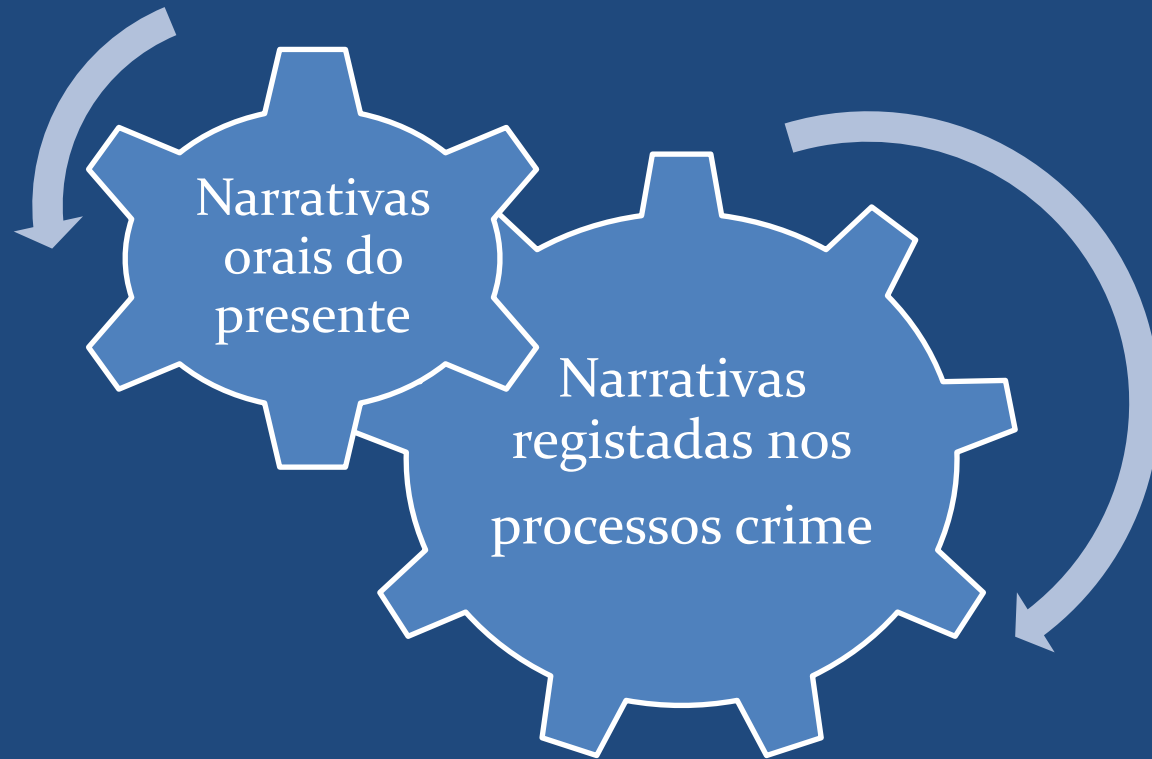 Narrativas
orais do
presente
Narrativas
registadas nos
processos crime